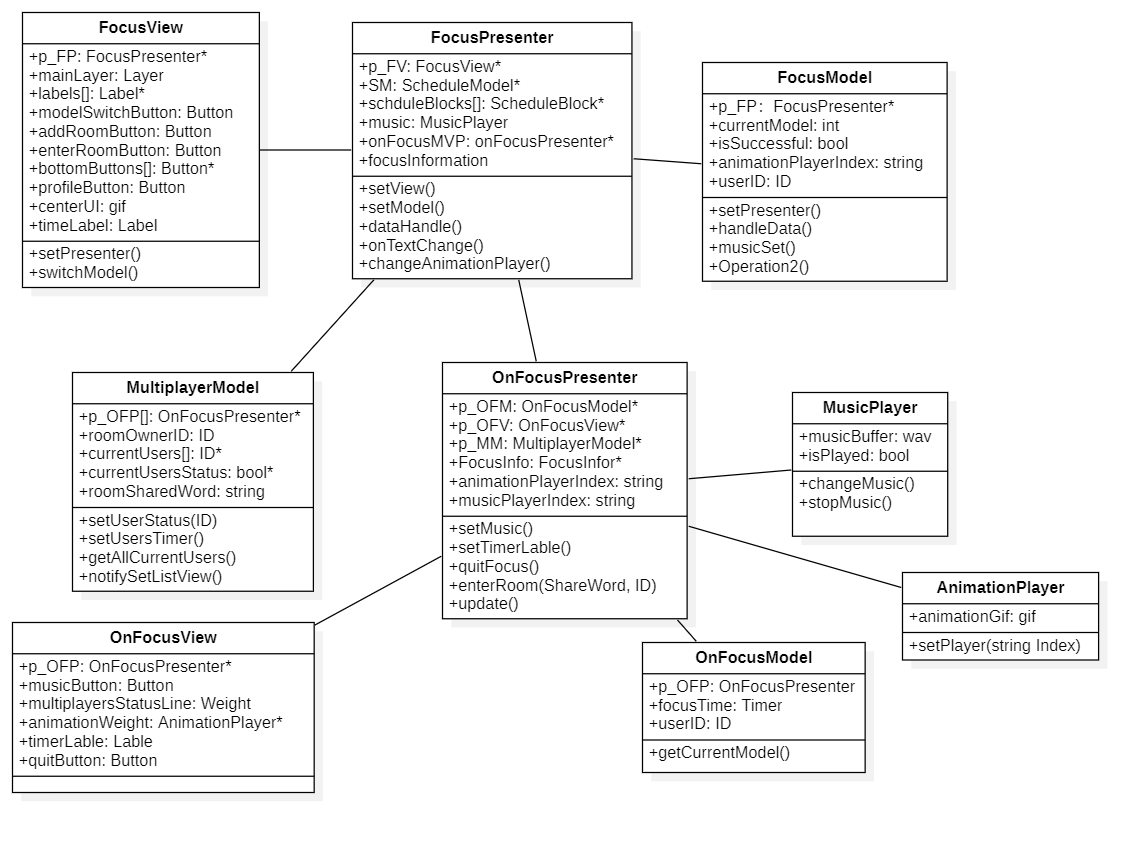 FocusView
+p_FP: FocusPresenter*
+mainLayer: Layer
+labels[]: Label*
+modelSwitchButton: Button
+addRoomButton: Button
+enterRoomButton: Button
+bottomButtons[]: Button*
+profileButton: Button
+centerUI: gif
+timeLabel: Label
+setPresenter()
+switchModel()
FocusPresenter
+p_FV: FocusView*
+SM: ScheduleModel*
+schduleBlocks[]: ScheduleBlock*
+music: MusicPlayer
+onFocusMVP: onFocusPresenter*
+focusInformation
+setView()
+setModel()
+dataHandle()
+onTextChange()
+changeAnimationPlayer()
FocusModel
+p_FP： FocusPresenter*
+currentModel: int
+isSuccessful: bool
+animationPlayerIndex: string
+userID: ID
+setPresenter()
+handleData()
+musicSet()
+Operation2()
MultiplayerModel
+p_OFP[]: OnFocusPresenter*
+roomOwnerID: ID
+currentUsers[]: ID*
+currentUsersStatus: bool*
+roomSharedWord: string
+setUserStatus(ID)
+setUsersTimer()
+getAllCurrentUsers()
+notifySetListView()
OnFocusPresenter
+p_OFM: OnFocusModel*
+p_OFV: OnFocusView*
+p_MM: MultiplayerModel*
+FocusInfo: FocusInfor*
+animationPlayerIndex: string
+musicPlayerIndex: string
+setMusic()
+setTimerLable()
+quitFocus()
+enterRoom(ShareWord, ID)
+update()
MusicPlayer
+musicBuffer: wav
+isPlayed: bool
+changeMusic()
+stopMusic()
AnimationPlayer
+animationGif: gif
+setPlayer(string Index)
OnFocusView
+p_OFP: OnFocusPresenter*
+musicButton: Button
+multiplayersStatusLine: Weight
+animationWeight: AnimationPlayer*
+timerLable: Lable
+quitButton: Button
OnFocusModel
+p_OFP: OnFocusPresenter
+focusTime: Timer
+userID: ID
+getCurrentModel()